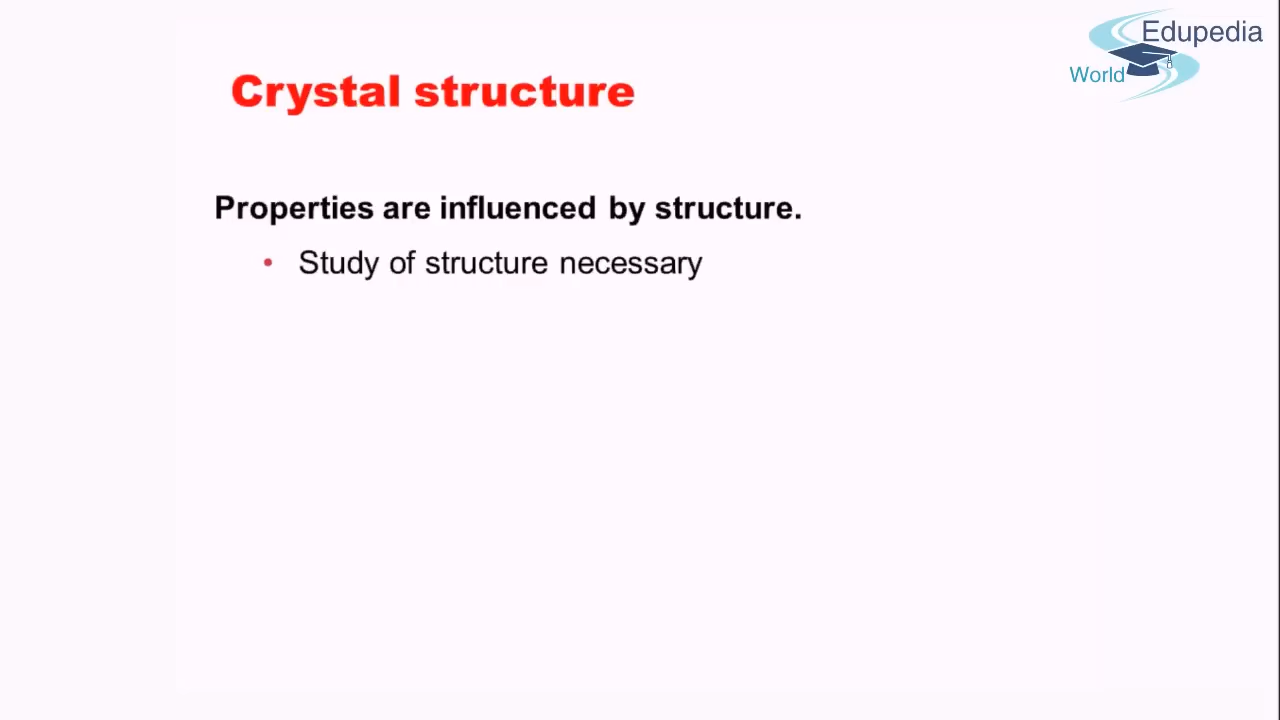 Edupedia
World
Crystal structure
Properties are influenced by structure.
• Study of structure necessary